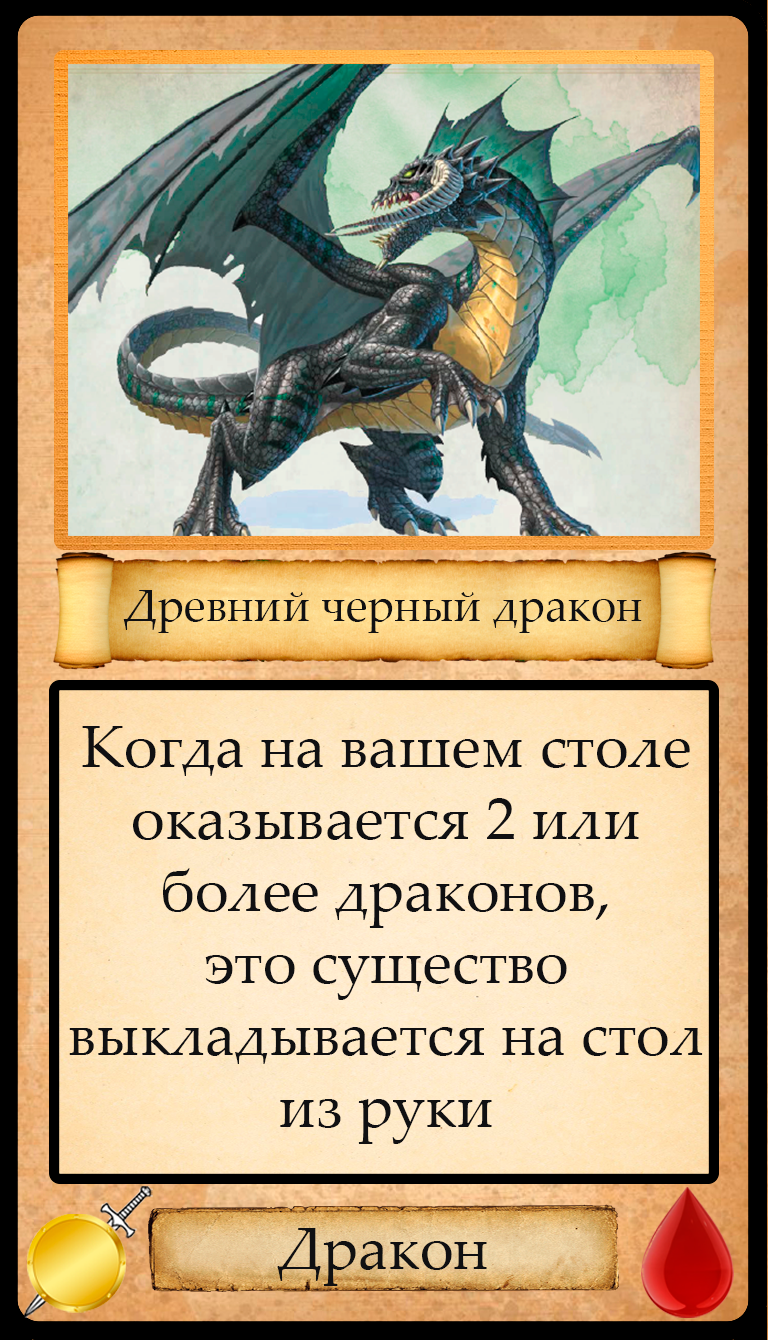 Древний черный дракон
Когда на вашем столе
оказывается 2 или
более драконов,
это существо
выкладывается на стол
из руки
Дракон